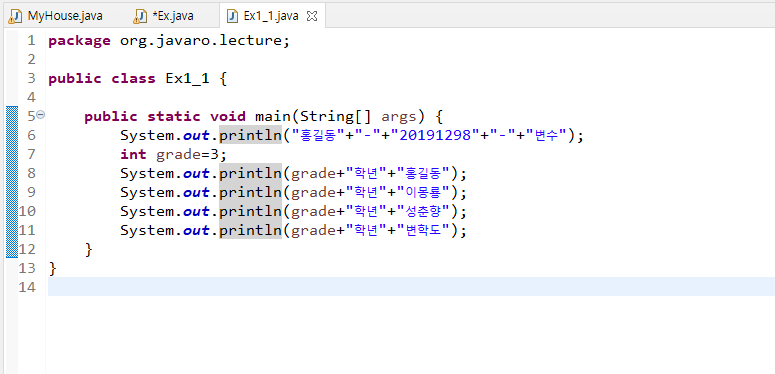 MyHouse.java *Ex.java Ex1_1.java
1 package org.javaro.lecture;
2
3 public class Ex1_1 {
4
5 public static void main(String[] args) {
6 System.out.println("홍길동"+"-"+"20191298"+"-"+"변수");
7 int grade=3;
8 System.out.println(grade+"학년"+"홍길동");
9 System.out.println(grade+"학년"+"이몽룡");
10 System.out.println(grade+"학년"+"성춘향");
11 System.out.println(grade+"학년"+"변학도");
12 }
13 }
14